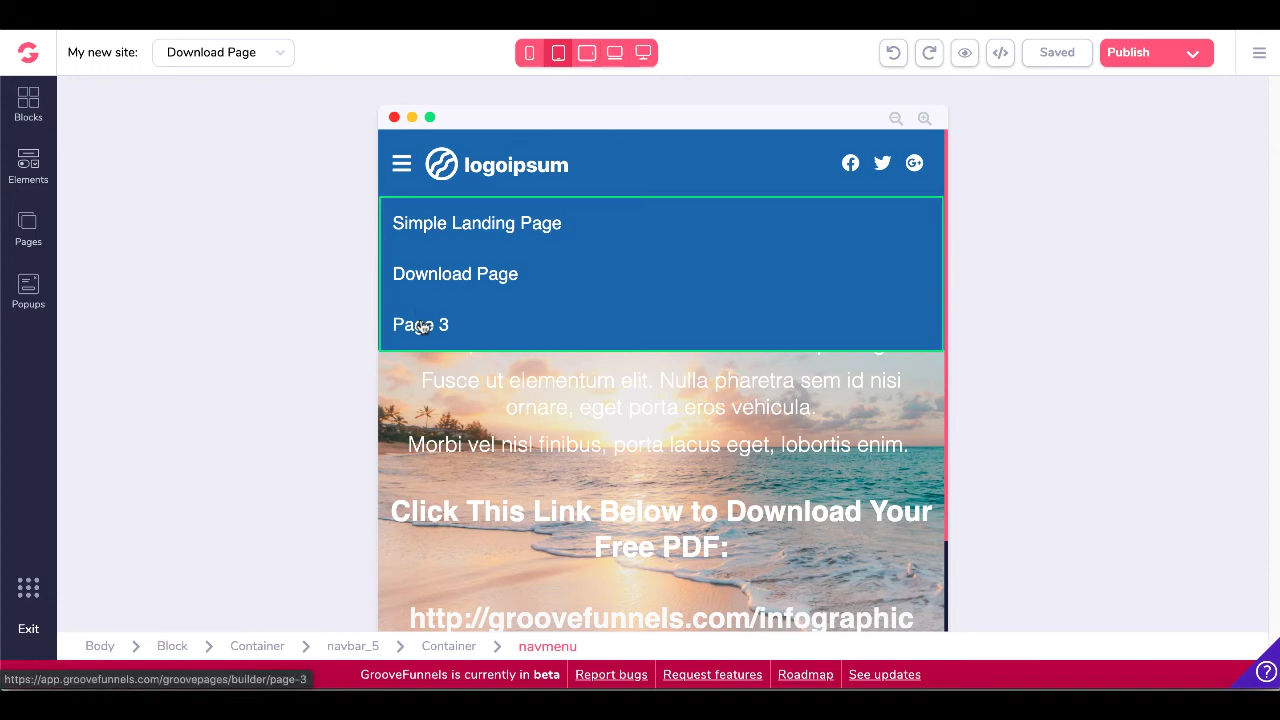 My new site:
Download Page
Saved
Publish
Blocks
Elements
Pages
Popups
Exit
logoipsum
Simple Landing Page
Download Page
Page 3
Fusce ut elementum elit. Nulla pharetra sem id nisi
ornare, eget porta eros vehicula.
Morbi vel nisl finibus, porta lacus eget, lobortis enim.
Click This Link Below to Download Your
Free PDF:
http://groovefunnels.com/infographic
Body
Block
Container
navbar_5
Container
navmenu
https://app.groovefunnels.com/groovepages/builder/page-3
GrooveFunnels is currently in beta
Report bugs
Request features
Roadmap
See updates